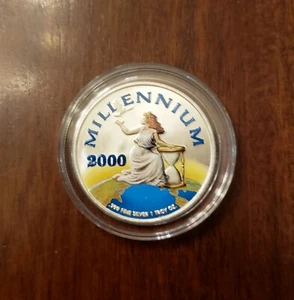 MILLENNIUM
2000
.999 FINE SILVER 1 TROY OZ.